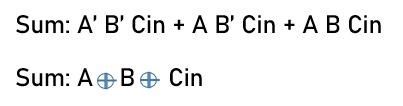 Sum: A' B' Cin + A B' Cin + A B Cin
Sum: A ⊕ B ⊕ Cin